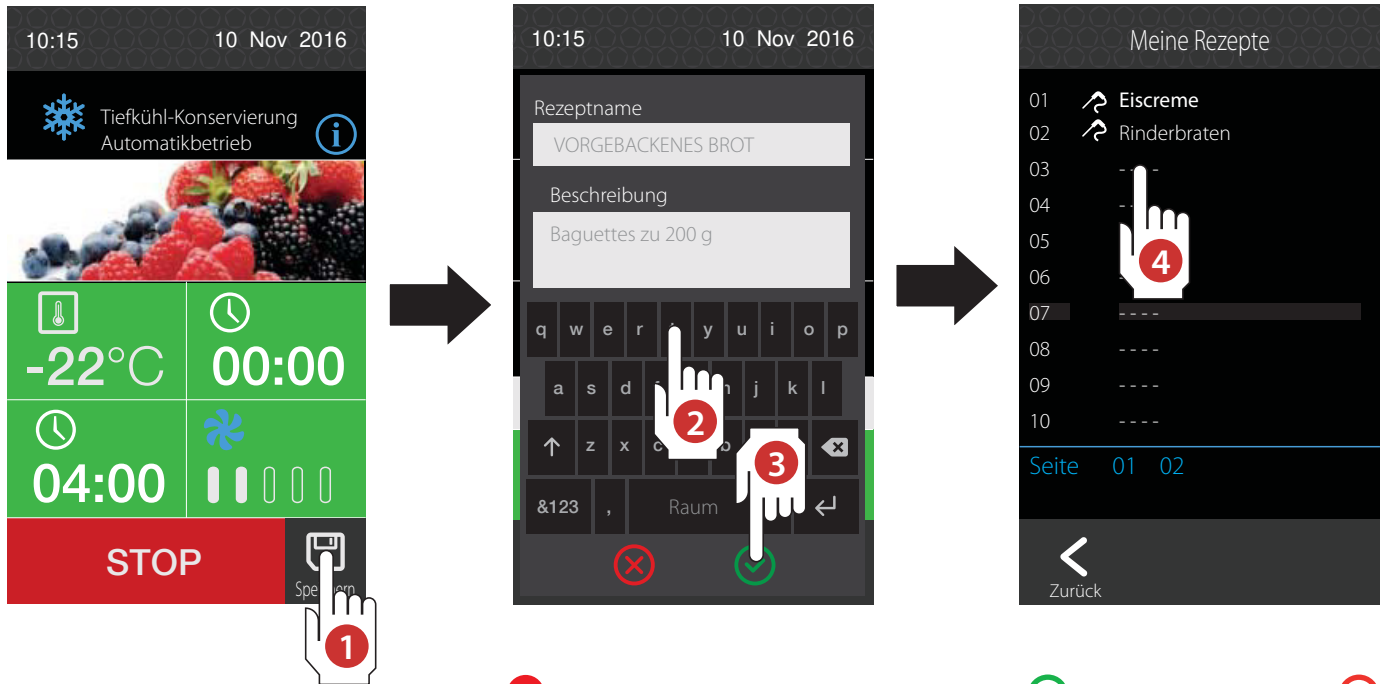 10:15 10 Nov 2016
Tiefkühl-Konservierung
Automatikbetrieb
i
-22°C 00:00
04:00
STOP
1
10:15 10 Nov 2016
Rezeptname
VORGEBACKENES BROT
Beschreibung
Baguettes zu 200 g
q w e r y u i o p
a s d j k l
2
z x c b
3
&123 , Raum
Meine Rezepte
01 Eiscreme
02 Rinderbraten
03 - - - -
04
4
05
06
07 - - - -
08 - - - -
09 - - - -
10 - - - -
Seite 01 02
Zurück